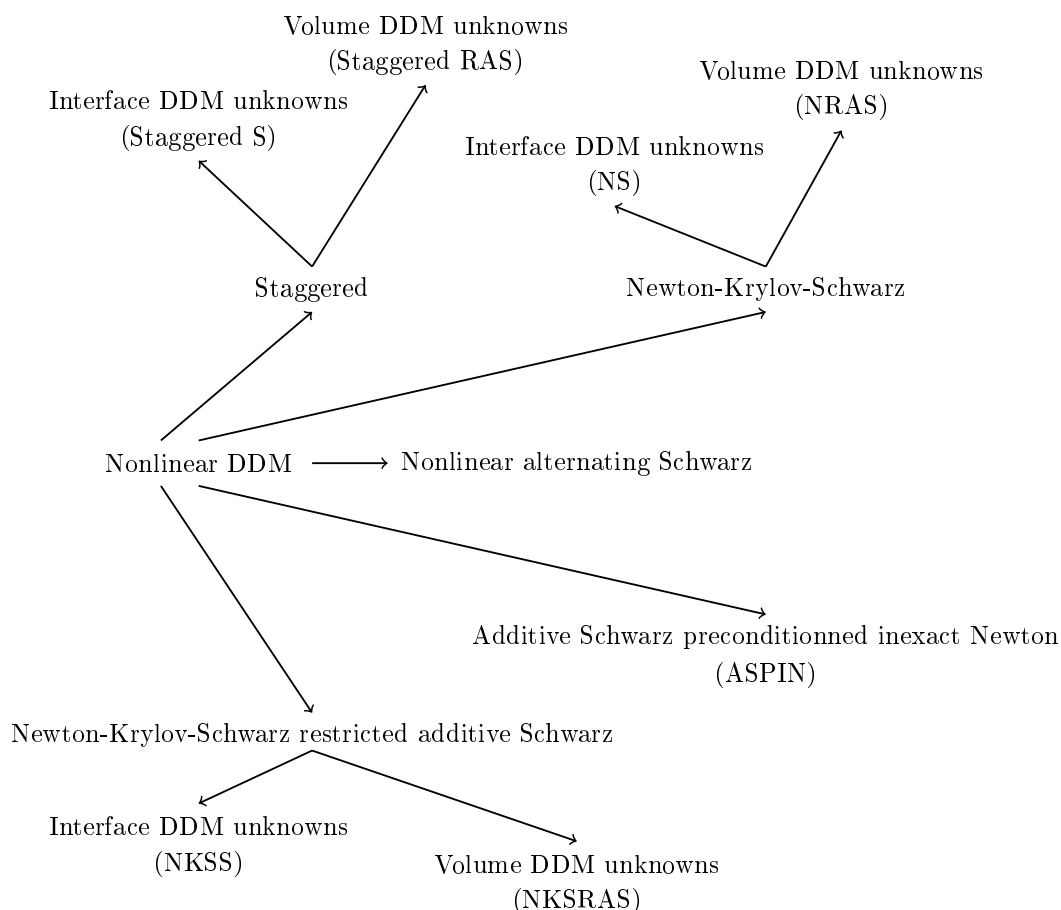 Volume DDM unknowns
(Staggered RAS)
Interface DDM unknowns
(Staggered S)
Volume DDM unknowns
(NRAS)
Interface DDM unknowns
(NS)
Staggered
Newton-Krylov-Schwarz
Nonlinear DDM
Nonlinear alternating Schwarz
Additive Schwarz preconditionned inexact Newton
(ASPIN)
Newton-Krylov-Schwarz restricted additive Schwarz
Interface DDM unknowns
(NKSS)
Volume DDM unknowns
(NKSRAS)